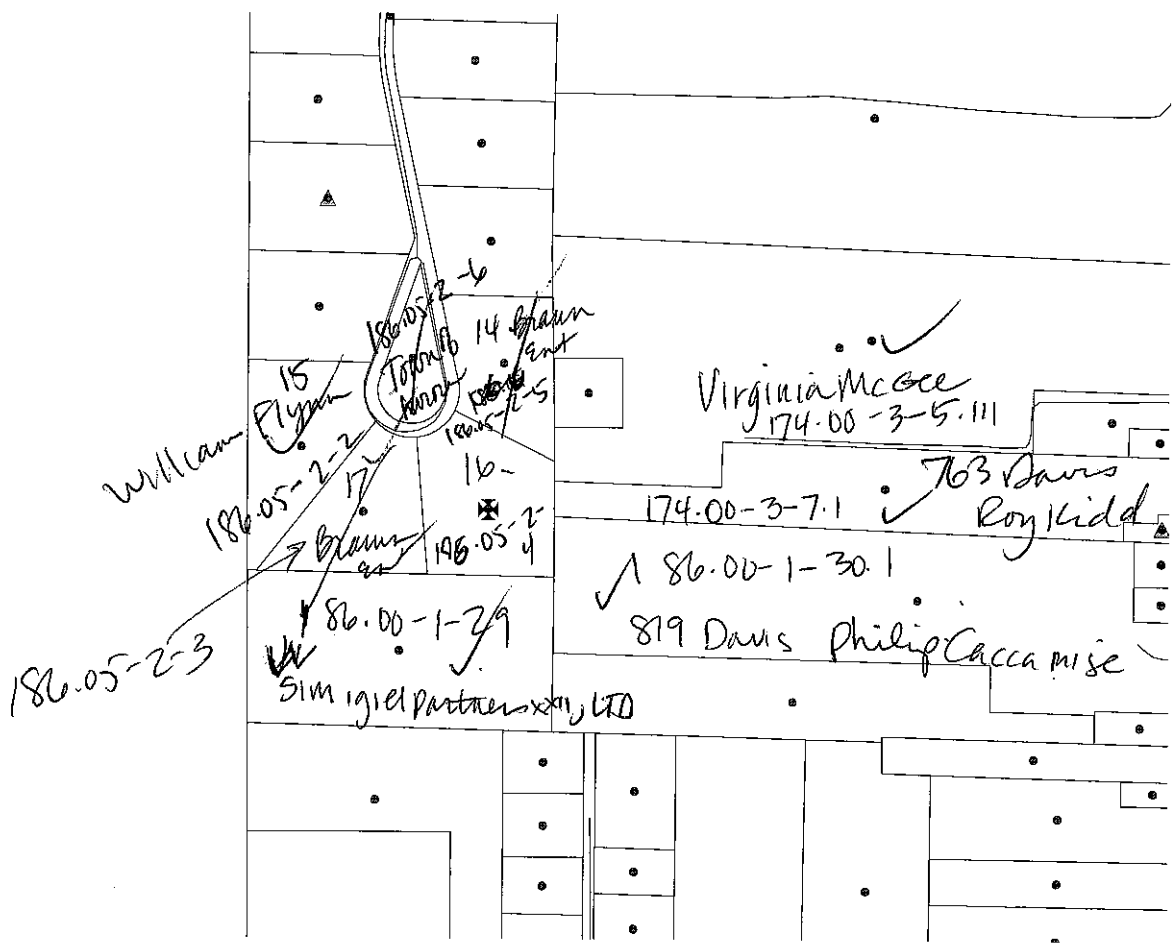 186.05-2-6
Town of
14 Braun
Ent
186.05-2-5
15
William Flynn
186.05-2-2
17
Braun
Ent
16-
186.05-2-
4
186.05-2-3
186.00-1-29
Simigiel Partners XXIII, LTD
Virginia McGee
174.00-3-5.111
763 Davis
Roy Kidd
174.00-3-7.1
186.00-1-30.1
819 Davis Philip Caccamise